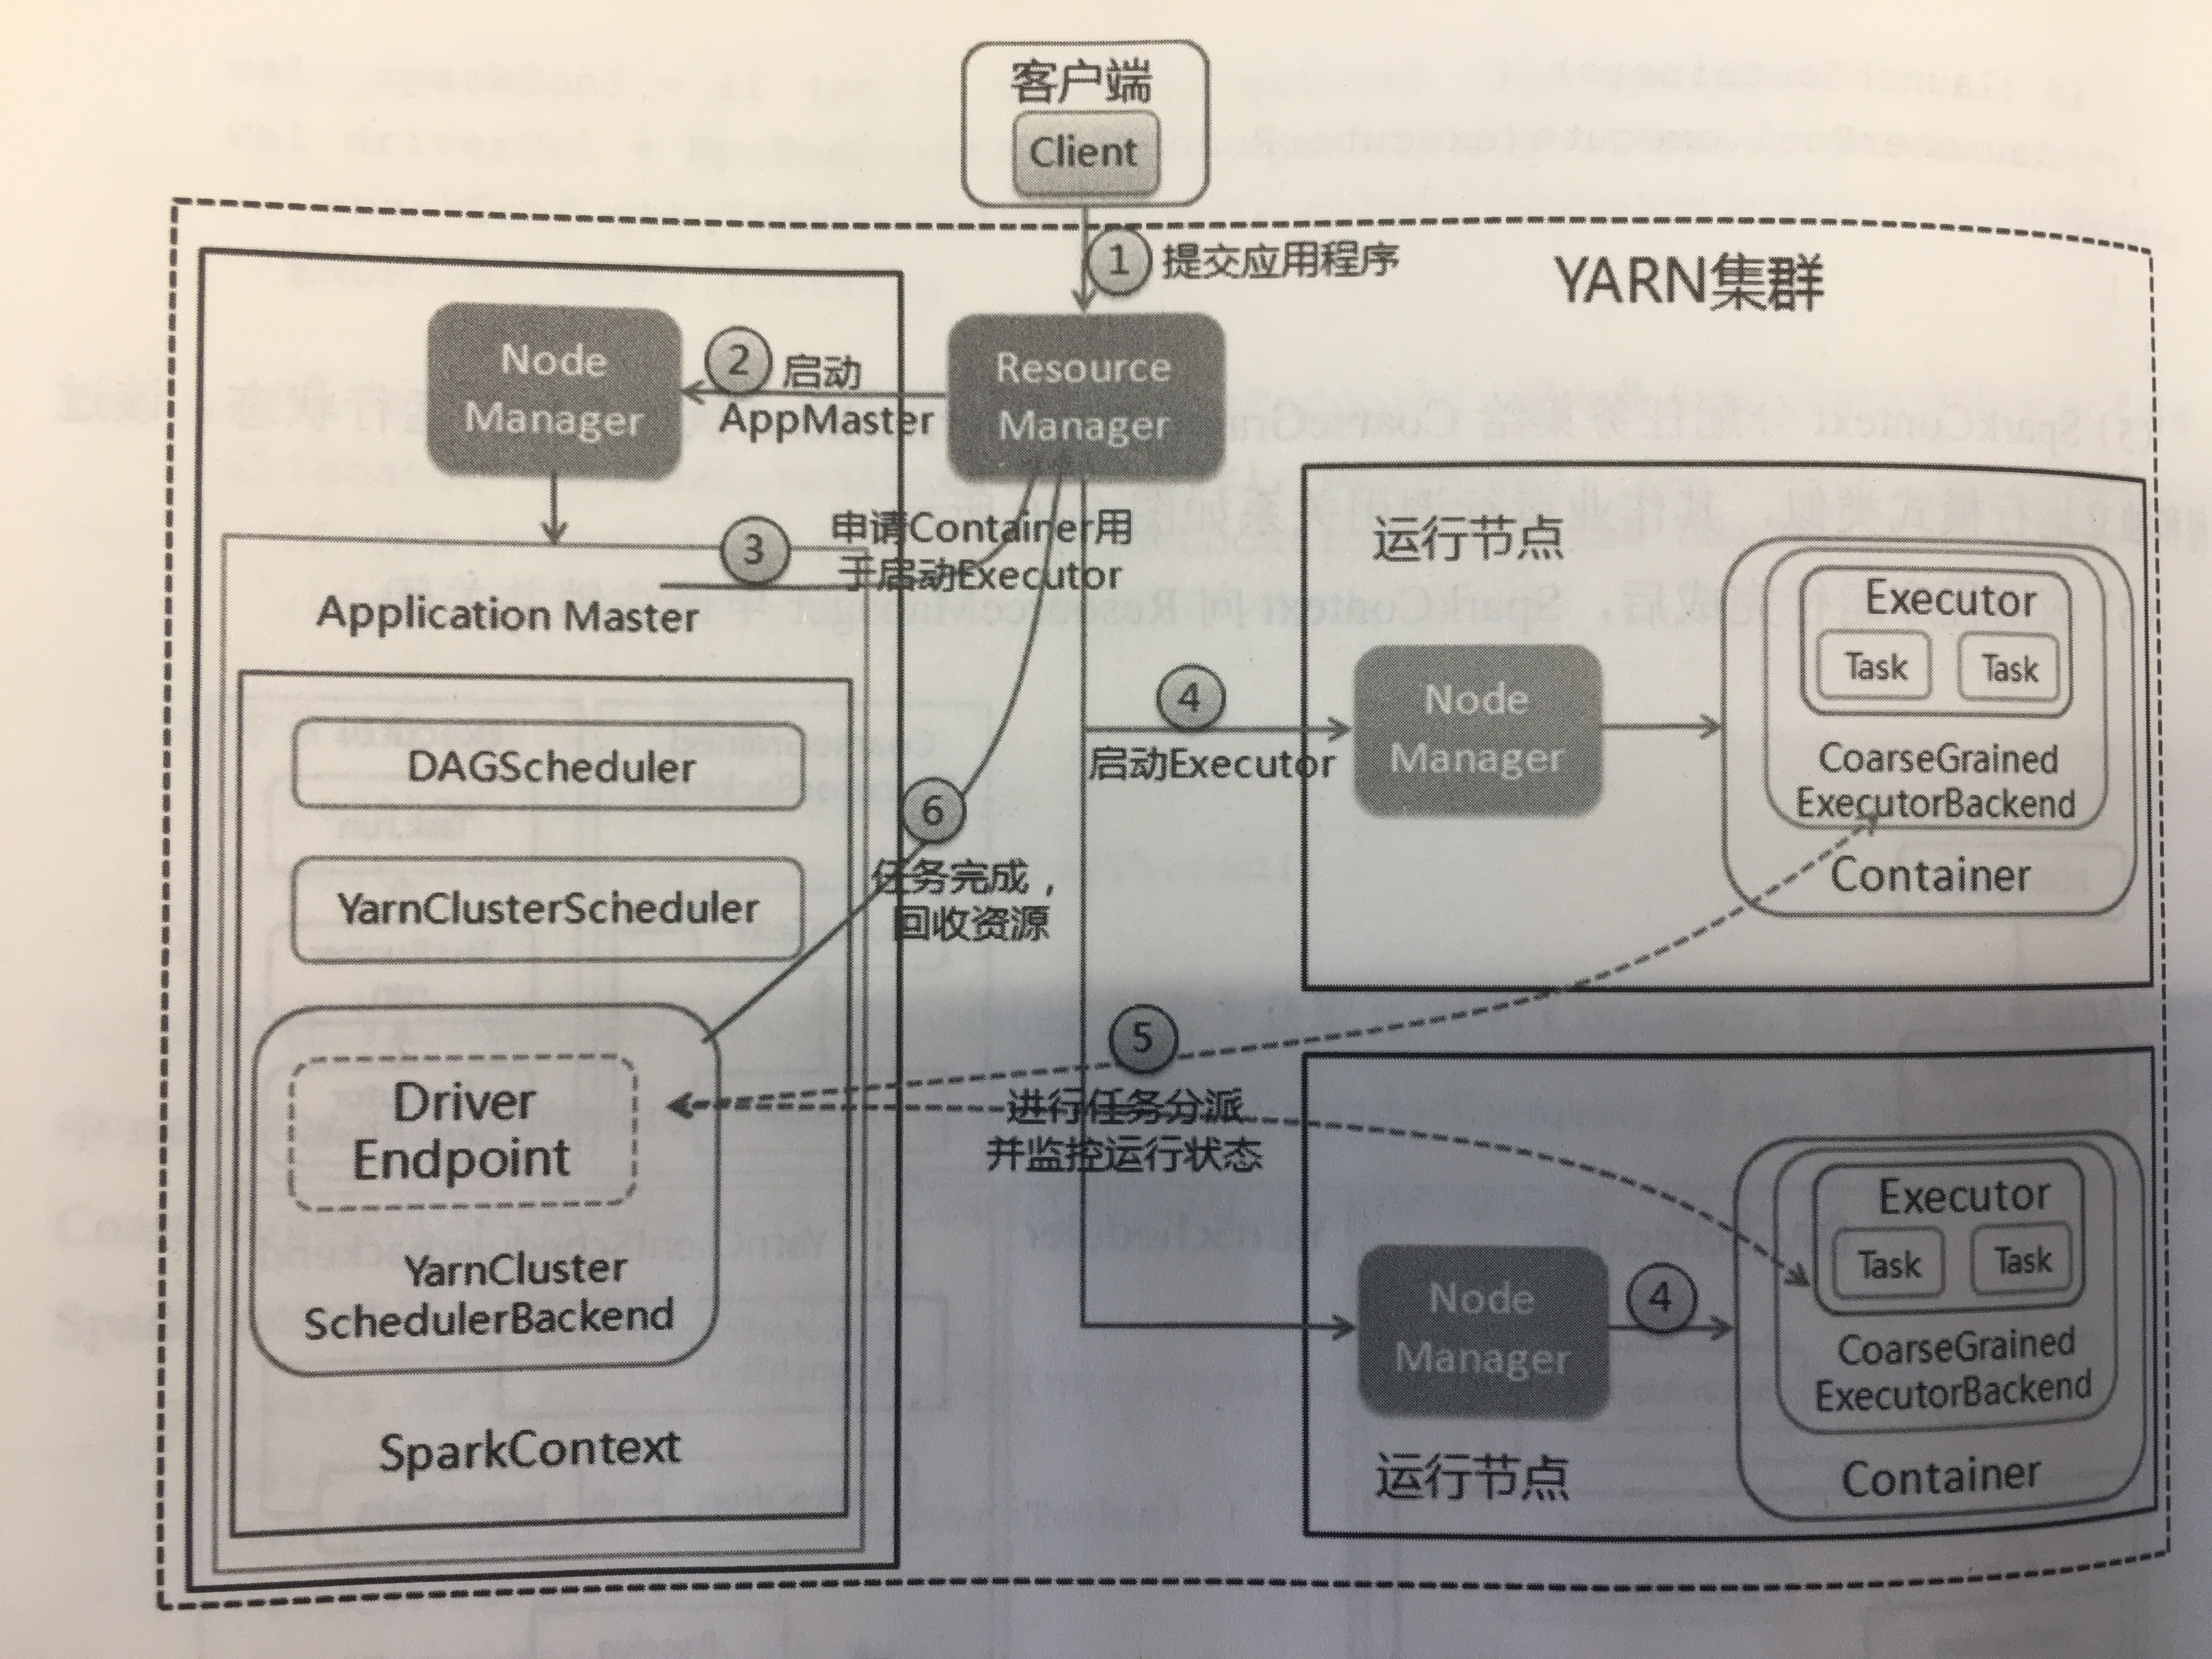 客户端
Client
①提交应用程序
YARN集群
Node
Manager
②启动
AppMaster
Resource
Manager
③
申请Container用
于启动Executor
Application Master
DAGScheduler
YarnClusterScheduler
Driver
Endpoint
YarnCluster
SchedulerBackend
SparkContext
⑥
任务完成，
回收资源
④
启动Executor
⑤
进行任务分派
并监控运行状态
运行节点
Node
Manager
Executor
Task Task
CoarseGrained
ExecutorBackend
Container
Node
Manager
运行节点
④
Executor
Task Task
CoarseGrained
ExecutorBackend
Container